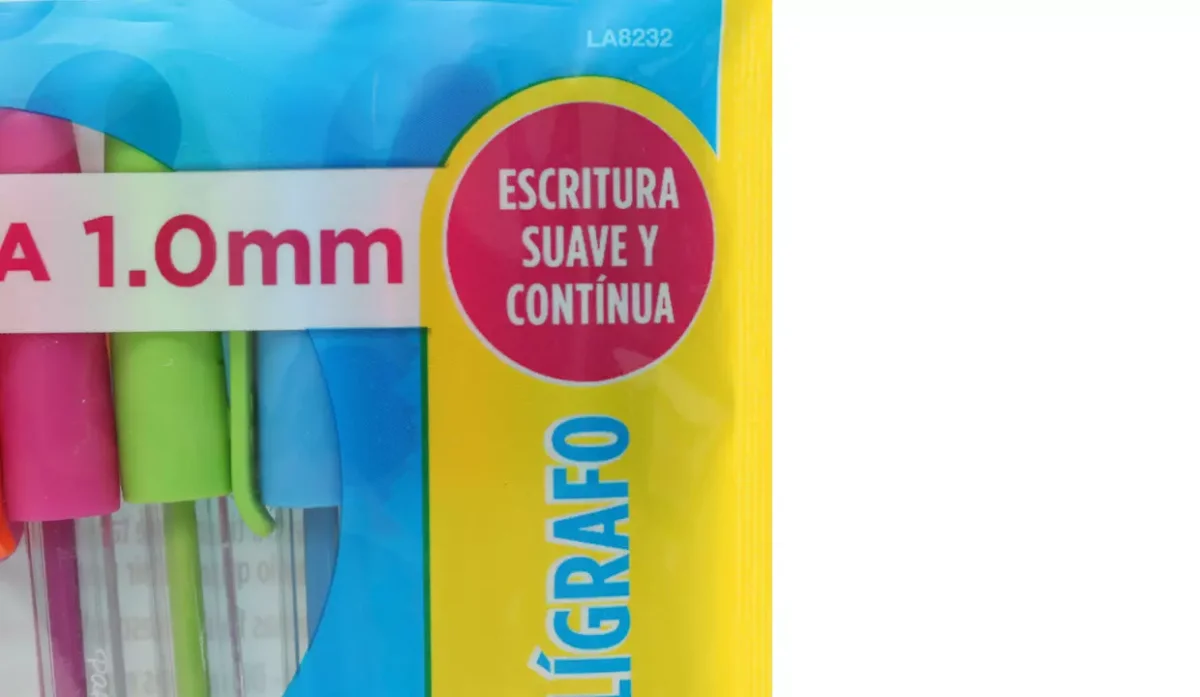 LA8232
A 1.0mm
ESCRITURA
SUAVE Y
CONTÍNUA
LÍGRAFO